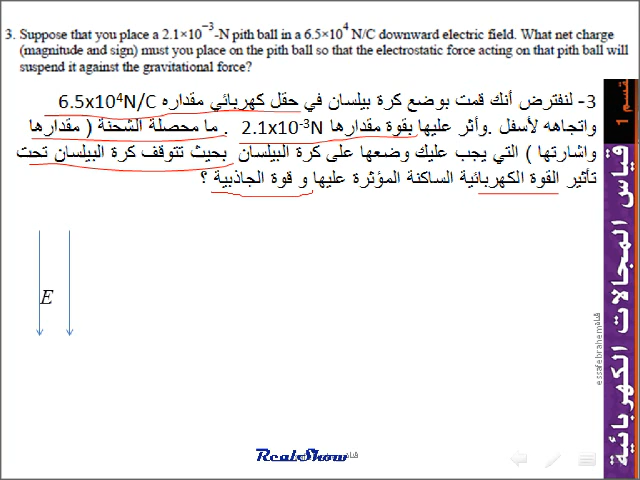 3. Suppose that you place a 2.1×10⁻³-N pith ball in a 6.5×10⁴ N/C downward electric field. What net charge
(magnitude and sign) must you place on the pith ball so that the electrostatic force acting on that pith ball will
suspend it against the gravitational force?
3- لنفترض أنك قمت بوضع كرة بيلسان في حقل كهربائي مقداره 6.5x10⁴N/C
واتجاهه لأسفل .وأثر عليها بقوة مقدارها 2.1x10⁻³N . ما محصلة الشحنة ( مقدارها
واشارتها ) التي يجب عليك وضعها على كرة البيلسان بحيث تتوقف كرة البيلسان تحت
تأثير القوة الكهربائية الساكنة المؤثرة عليها و قوة الجاذبية ؟
E
قسم 1
قياس المجالات الكهربائية
essafebrahem
قناة
RealsShow